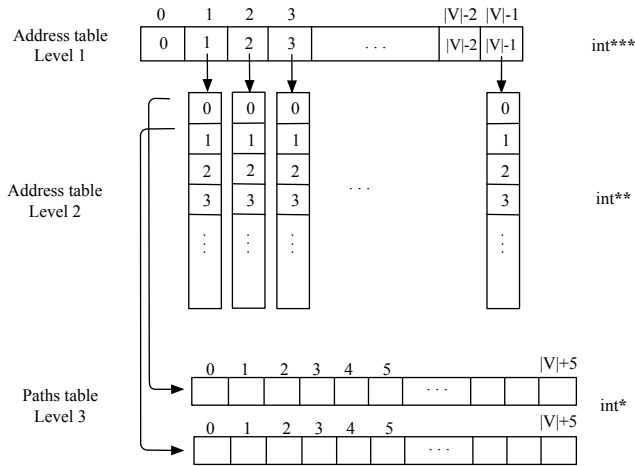 0 1 2 3 |V|-2 |V|-1
Address table
Level 1
0 1 2 3 . . . |V|-2 |V|-1
int***
0 0 0 0
1 1 1 1
2 2 2 2
3 3 3 3
Address table
Level 2
. . .
int**
. . . . . . . . . . . .
0 1 2 3 4 5 |V|+5
. . .
Paths table
Level 3
int*
0 1 2 3 4 5 |V|+5
. . .